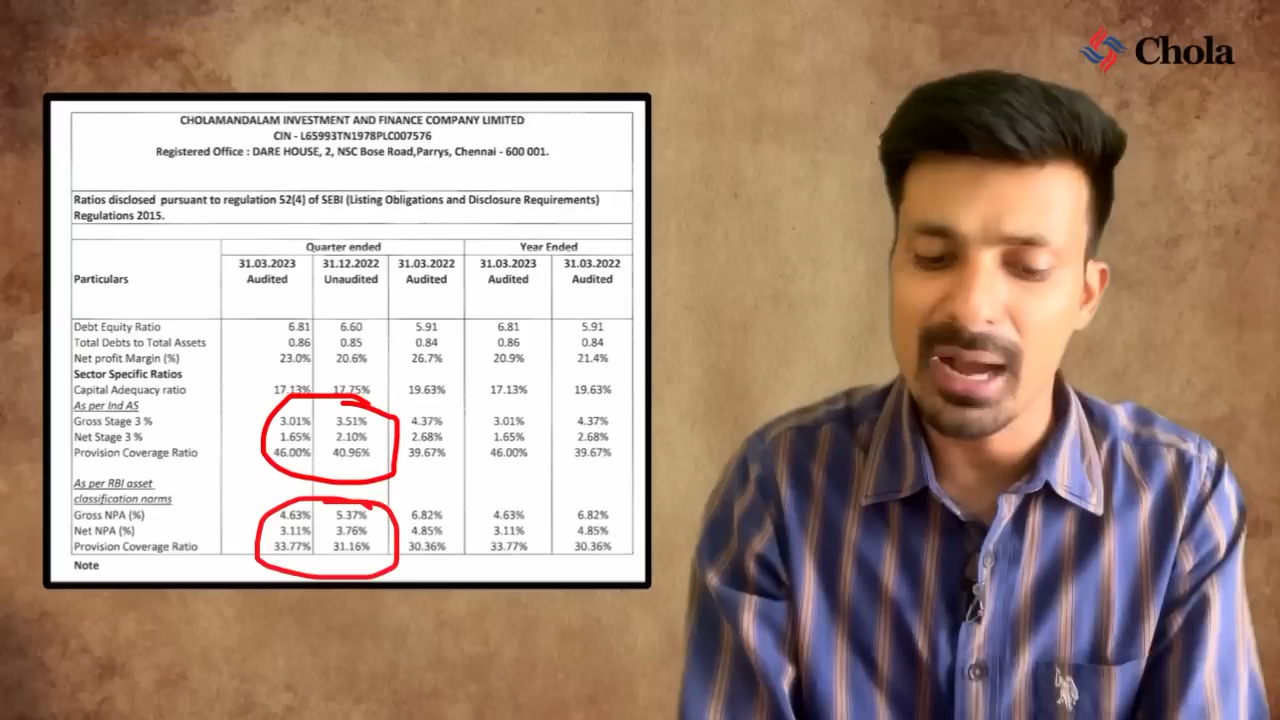 Chola
CHOLAMANDALAM INVESTMENT AND FINANCE COMPANY LIMITED
CIN - L65993TN1978PLC007576
Registered Office : DARE HOUSE, 2, NSC Bose Road,Parrys, Chennai - 600 001.
Ratios disclosed pursuant to regulation 52(4) of SEBI (Listing Obligations and Disclosure Requirements)
Regulations 2015.
Quarter ended Year Ended
31.03.2023 31.12.2022 31.03.2022 31.03.2023 31.03.2022
Particulars Audited Unaudited Audited Audited Audited
Debt Equity Ratio 6.81 6.60 5.91 6.81 5.91
Total Debts to Total Assets 0.86 0.85 0.84 0.86 0.84
Net profit Margin (%) 23.0% 20.6% 26.7% 20.9% 21.4%
Sector Specific Ratios
Capital Adequacy ratio 17.13% 17.75% 19.63% 17.13% 19.63%
As per Ind AS
Gross Stage 3 % 3.01% 3.51% 4.37% 3.01% 4.37%
Net Stage 3 % 1.65% 2.10% 2.68% 1.65% 2.68%
Provision Coverage Ratio 46.00% 40.96% 39.67% 46.00% 39.67%
As per RBI asset
classification norms
Gross NPA (%) 4.63% 5.37% 6.82% 4.63% 6.82%
Net NPA (%) 3.11% 3.76% 4.85% 3.11% 4.85%
Provision Coverage Ratio 33.77% 31.16% 30.36% 33.77% 30.36%
Note